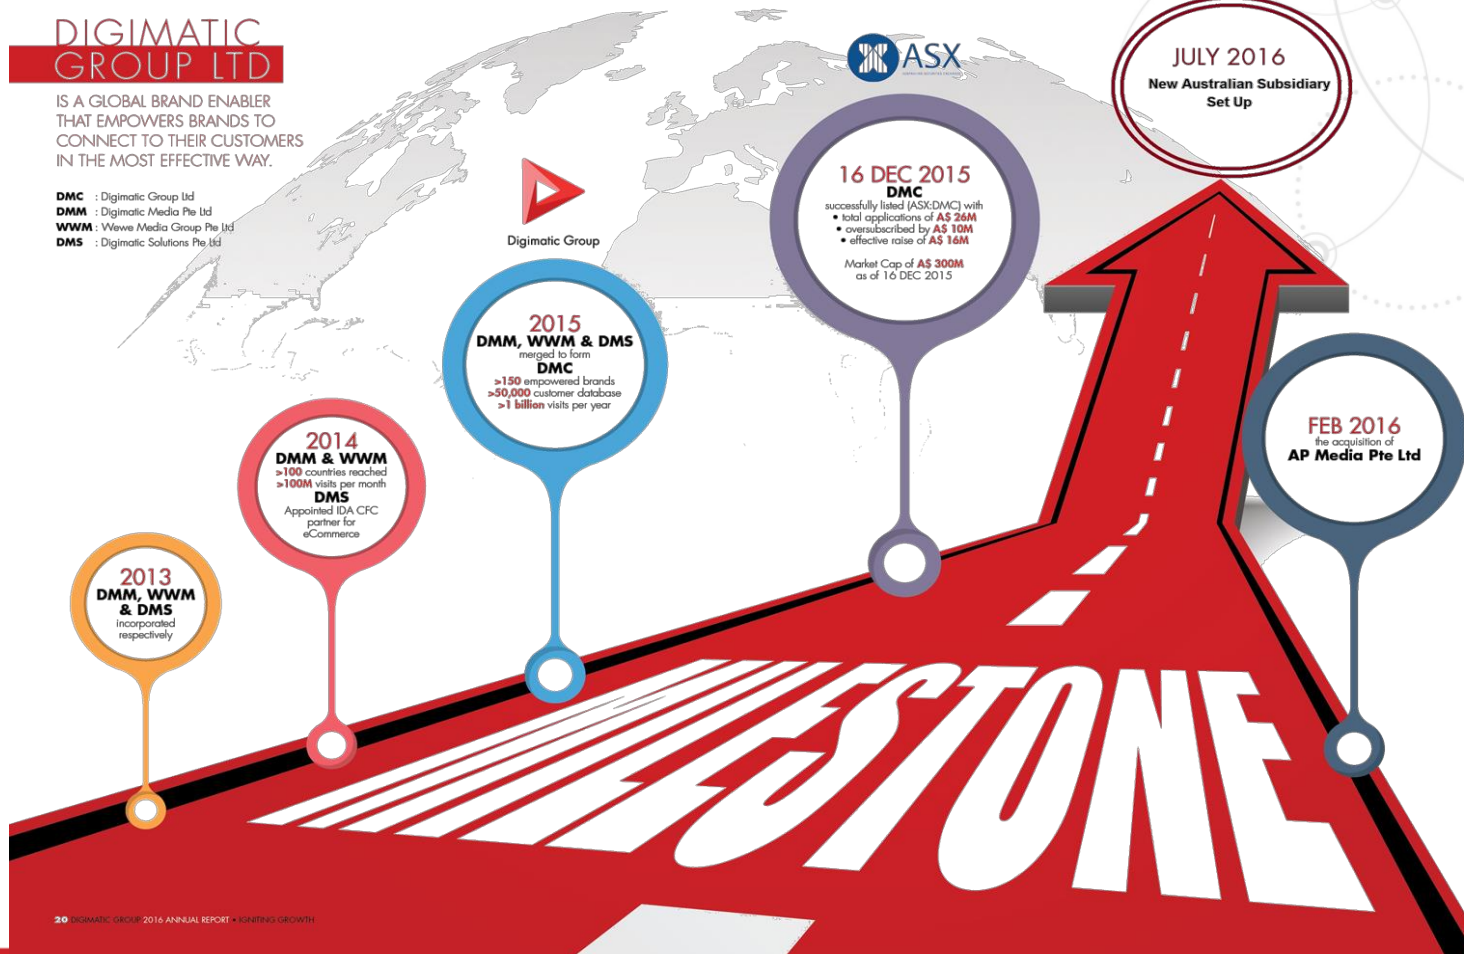 DIGIMATIC
GROUP LTD
IS A GLOBAL BRAND ENABLER
THAT EMPOWERS BRANDS TO
CONNECT TO THEIR CUSTOMERS
IN THE MOST EFFECTIVE WAY.
DMC : Digimatic Group Ltd
DMM : Digimatic Media Pte Ltd
WWM : Wewe Media Group Pte Ltd
DMS : Digimatic Solutions Pte Ltd
2013
DMM, WWM
& DMS
incorporated
respectively
2014
DMM & WWM
>100 countries reached
>100M visits per month
DMS
Appointed IDA CFC
partner for
eCommerce
Digimatic Group
2015
DMM, WWM & DMS
merged to form
DMC
>150 empowered brands
>50,000 customer database
>1 billion visits per year
ASX
16 DEC 2015
DMC
successfully listed (ASX:DMC) with
• total applications of A$ 26M
• oversubscribed by A$ 10M
• effective raise of A$ 16M
Market Cap of A$ 300M
as of 16 DEC 2015
FEB 2016
the acquisition of
AP Media Pte Ltd
JULY 2016
New Australian Subsidiary
Set Up
MILESTONE
20 DIGIMATIC GROUP 2016 ANNUAL REPORT • IGNITING GROWTH